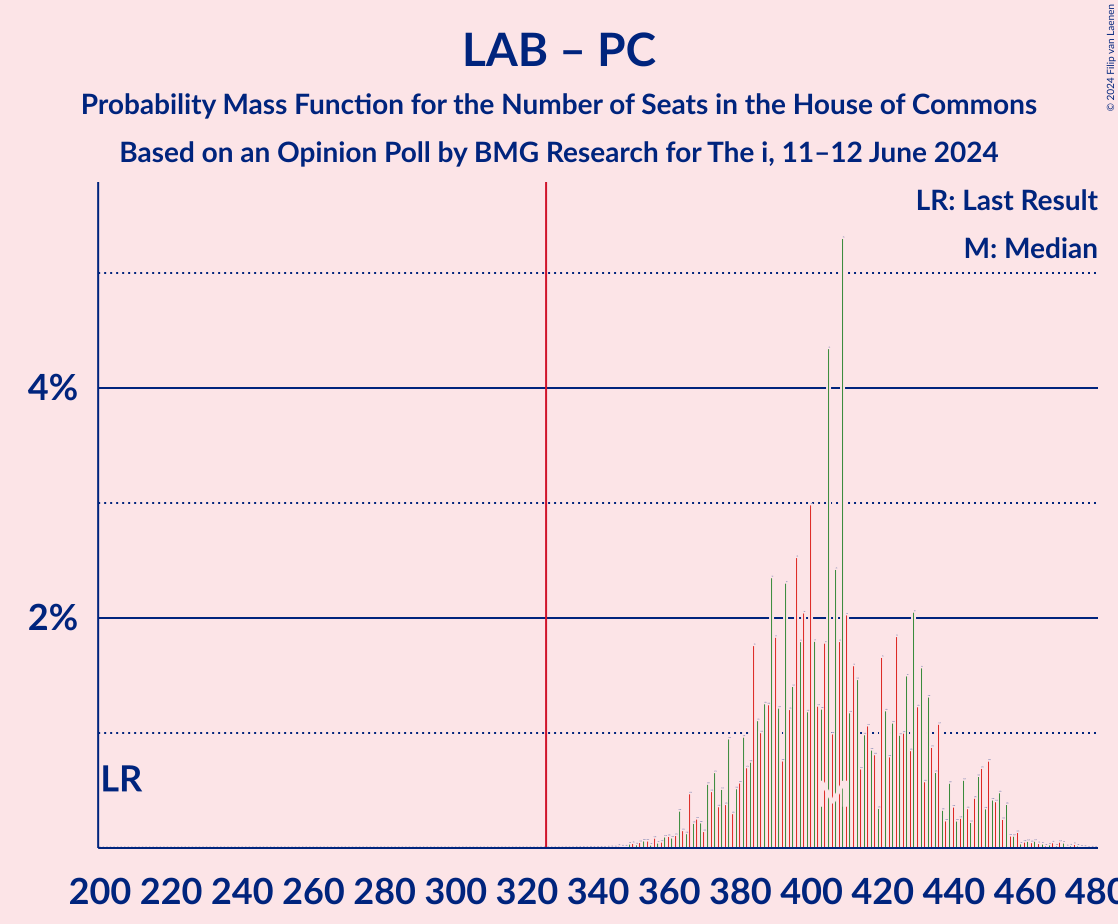 LAB – PC
Probability Mass Function for the Number of Seats in the House of Commons
Based on an Opinion Poll by BMG Research for The i, 11–12 June 2024
© 2024 Filip van Laenen
LR: Last Result
M: Median
4%
2%
LR
M
200 220 240 260 280 300 320 340 360 380 400 420 440 460 480